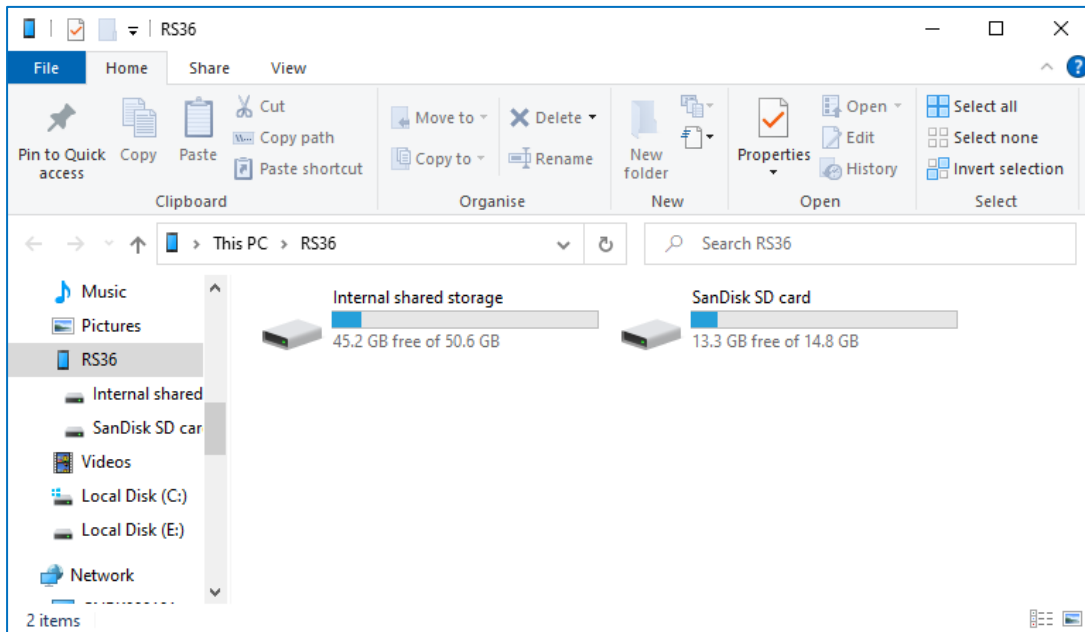 RS36
File Home Share View
Pin to Quick access
Copy
Paste
Cut
Copy path
Paste shortcut
Clipboard
Move to
Copy to
Delete
Rename
Organise
New folder
New
Properties
Open
Edit
History
Open
Select all
Select none
Invert selection
Select
This PC > RS36
Search RS36
Music
Pictures
RS36
Internal shared
SanDisk SD car
Videos
Local Disk (C:)
Local Disk (E:)
Network
Internal shared storage
45.2 GB free of 50.6 GB
SanDisk SD card
13.3 GB free of 14.8 GB
2 items